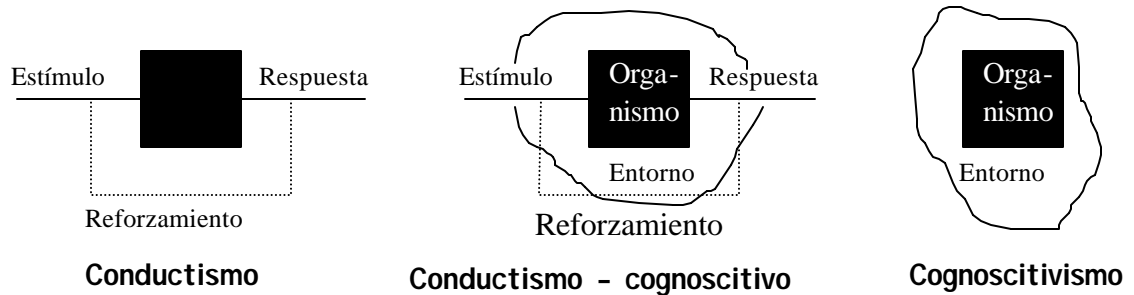 Estímulo
Respuesta
Reforzamiento
Conductismo
Estímulo
Orga-
nismo
Respuesta
Entorno
Reforzamiento
Conductismo – cognoscitivo
Orga-
nismo
Entorno
Cognoscitivismo